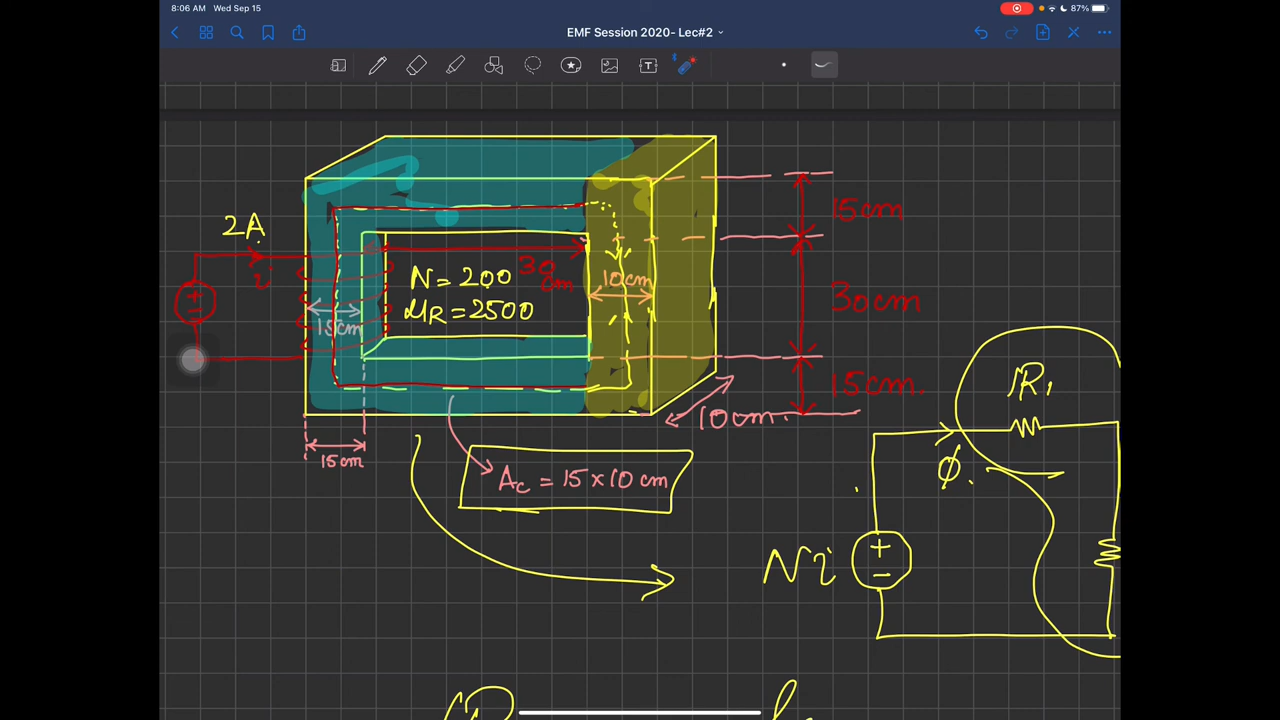 8:06 AM Wed Sep 15
87%
EMF Session 2020- Lec#2
2A
i
N = 200
μR = 2500
30
cm
10cm
15cm
15cm
30cm
15cm.
10cm.
15cm
Ac = 15 x 10 cm
R1
Φ.
Ni